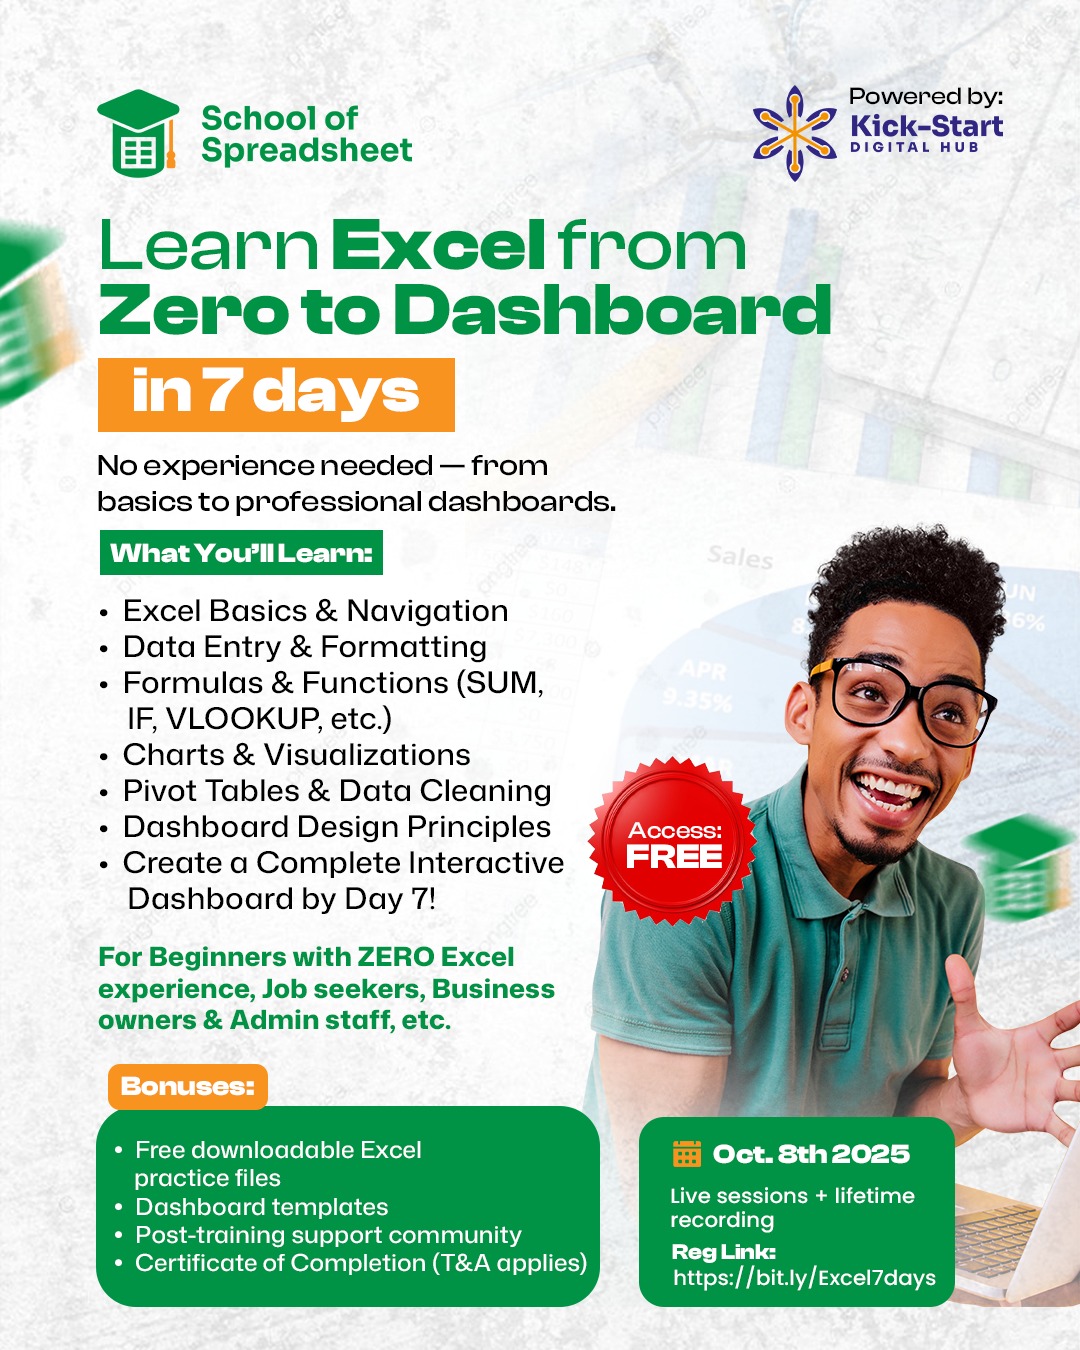 School of
Spreadsheet
Powered by:
Kick-Start
DIGITAL HUB
Learn Excel from
Zero to Dashboard
in 7 days
No experience needed — from
basics to professional dashboards.
What You'll Learn:
• Excel Basics & Navigation
• Data Entry & Formatting
• Formulas & Functions (SUM,
IF, VLOOKUP, etc.)
• Charts & Visualizations
• Pivot Tables & Data Cleaning
• Dashboard Design Principles
• Create a Complete Interactive
Dashboard by Day 7!
Sales
APR
9.35%
Access:
FREE
For Beginners with ZERO Excel
experience, Job seekers, Business
owners & Admin staff, etc.
Bonuses:
• Free downloadable Excel
practice files
• Dashboard templates
• Post-training support community
• Certificate of Completion (T&A applies)
Oct. 8th 2025
Live sessions + lifetime
recording
Reg Link:
https://bit.ly/Excel7days